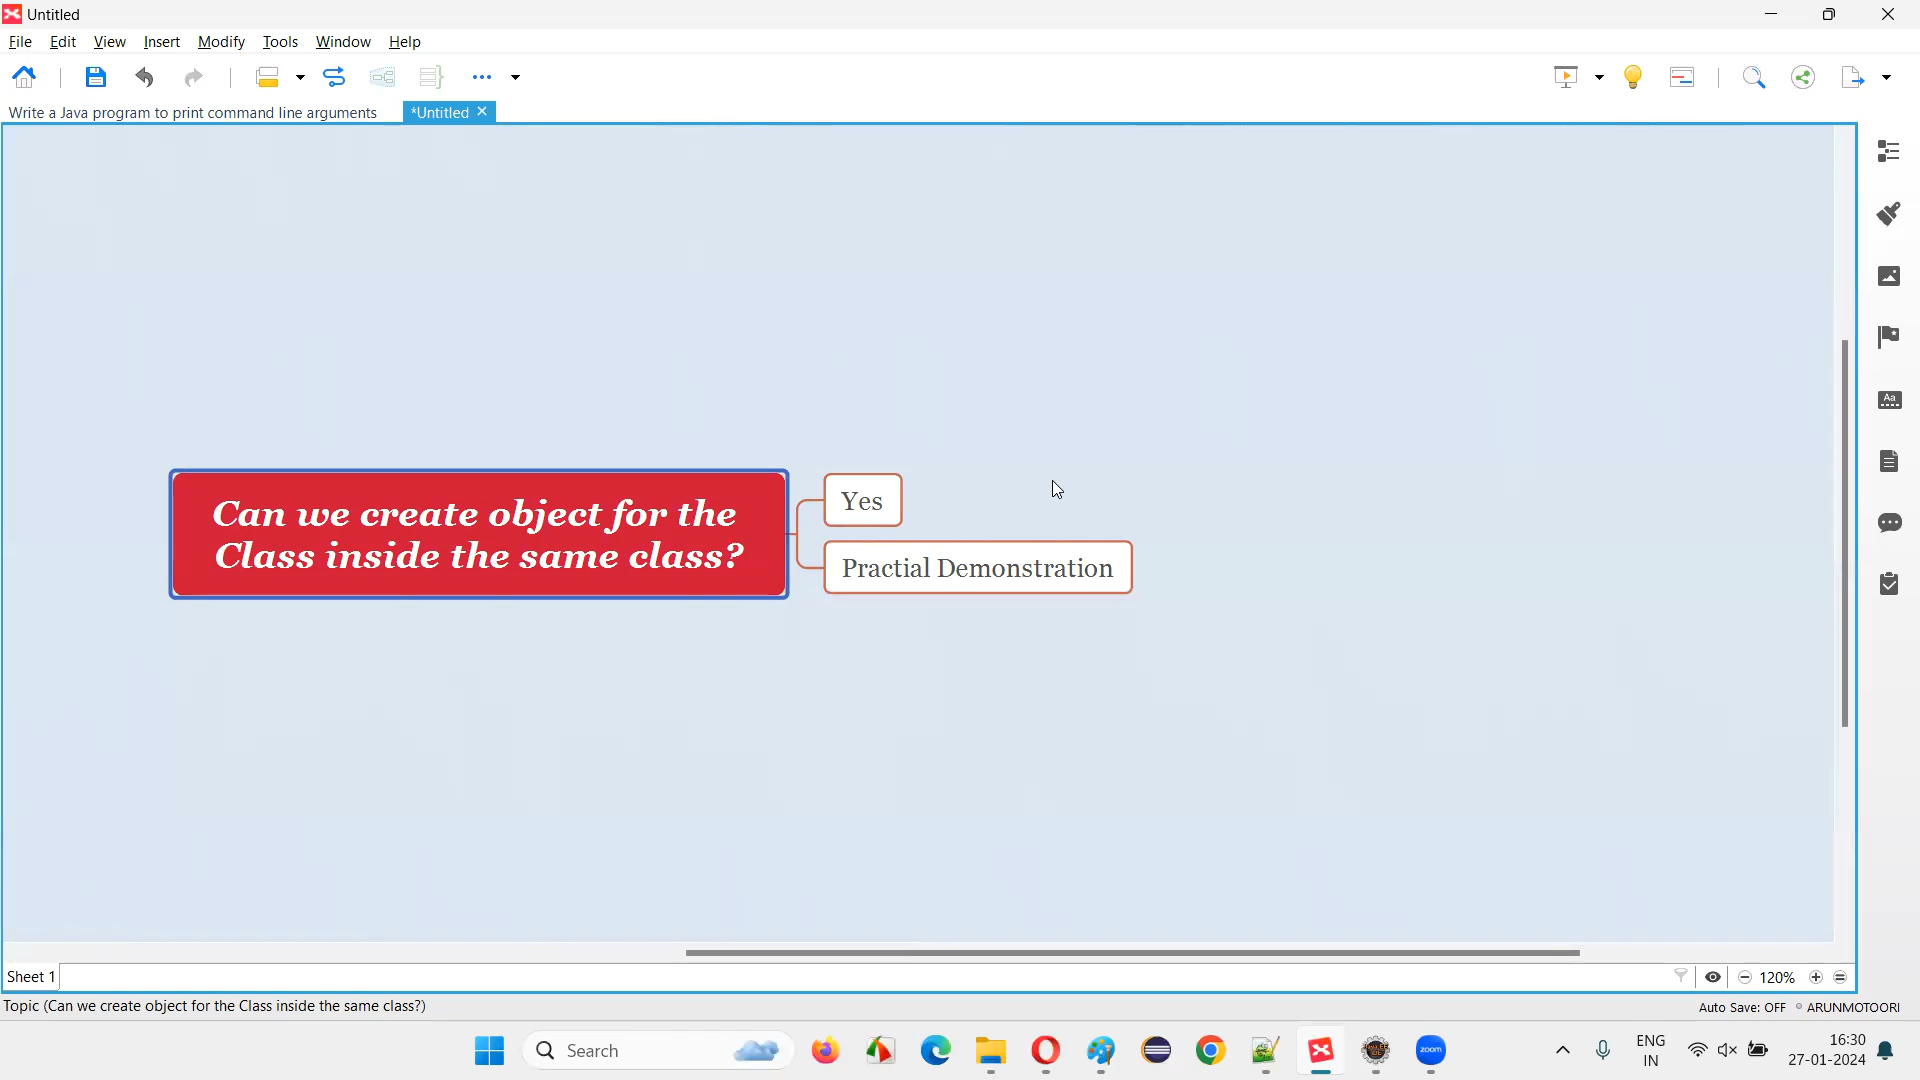 Untitled
File Edit View Insert Modify Tools Window Help
Write a Java program to print command line arguments *Untitled
Aa
Can we create object for the
Class inside the same class?
Yes
Practial Demonstration
Sheet 1
120%
Topic (Can we create object for the Class inside the same class?)
Auto Save: OFF ARUNMOTOORI
Search
zoom
ENG
IN
16:30
27-01-2024